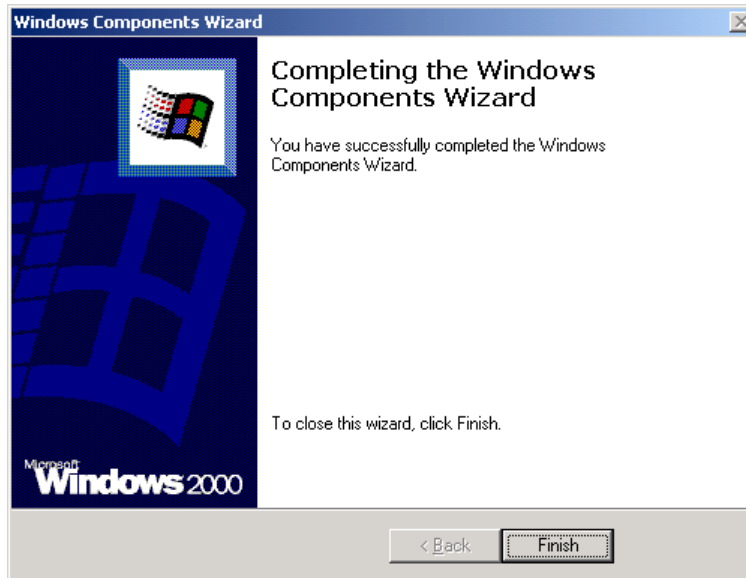 Windows Components Wizard
Completing the Windows
Components Wizard
You have successfully completed the Windows
Components Wizard.
To close this wizard, click Finish.
Microsoft
Windows 2000
< Back
Finish